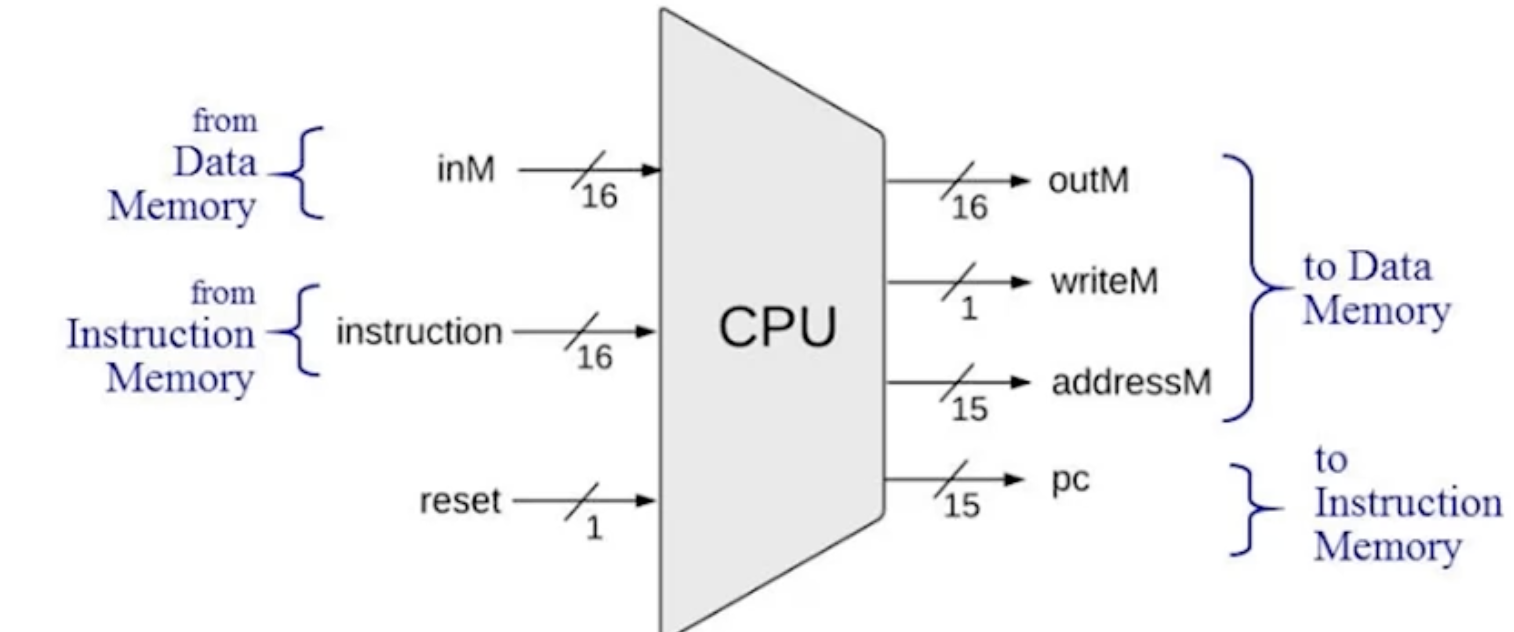 from
Data
Memory
inM
16
from
Instruction
Memory
instruction
16
reset
1
CPU
16
outM
1
writeM
15
addressM
15
pc
to Data
Memory
to
Instruction
Memory